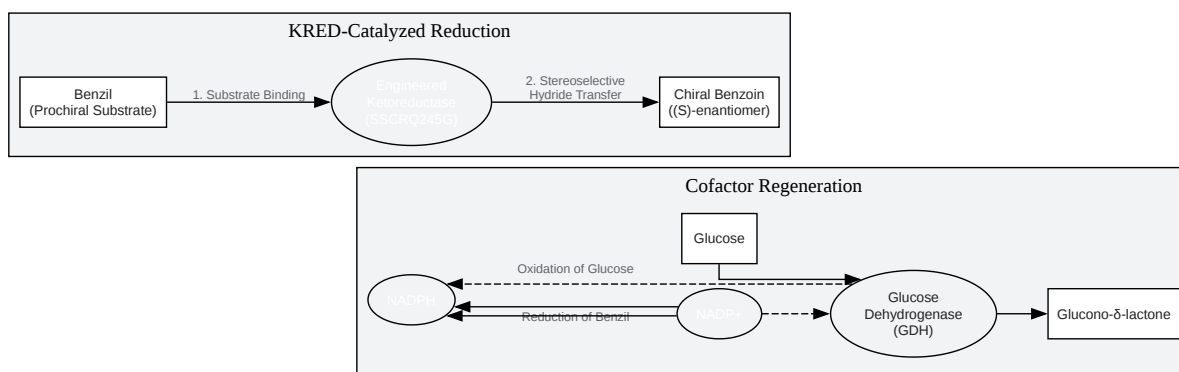 KRED-Catalyzed Reduction
Benzil
(Prochiral Substrate)
1. Substrate Binding
Engineered
Ketoreductase
(SSCRQ245G)
2. Stereoselective
Hydride Transfer
Chiral Benzoin
((S)-enantiomer)
Cofactor Regeneration
Glucose
Oxidation of Glucose
NADPH
Reduction of Benzil
NADP+
Glucose
Dehydrogenase
(GDH)
Glucono-δ-lactone